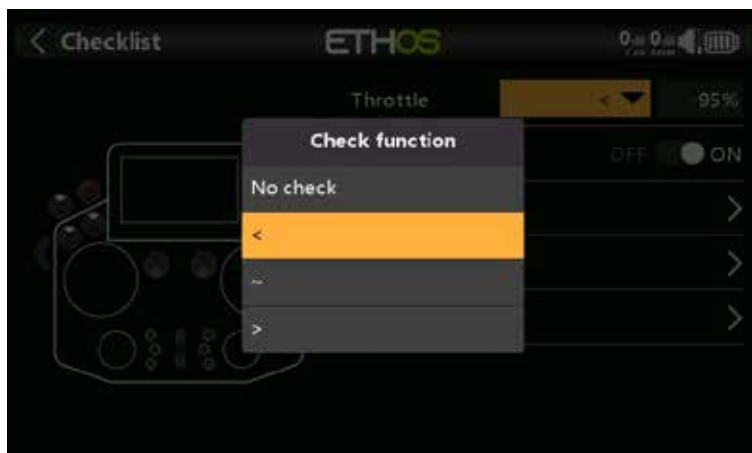 < Checklist ETHOS
Throttle < -95%
Check function
OFF ON
No check
<
~
>